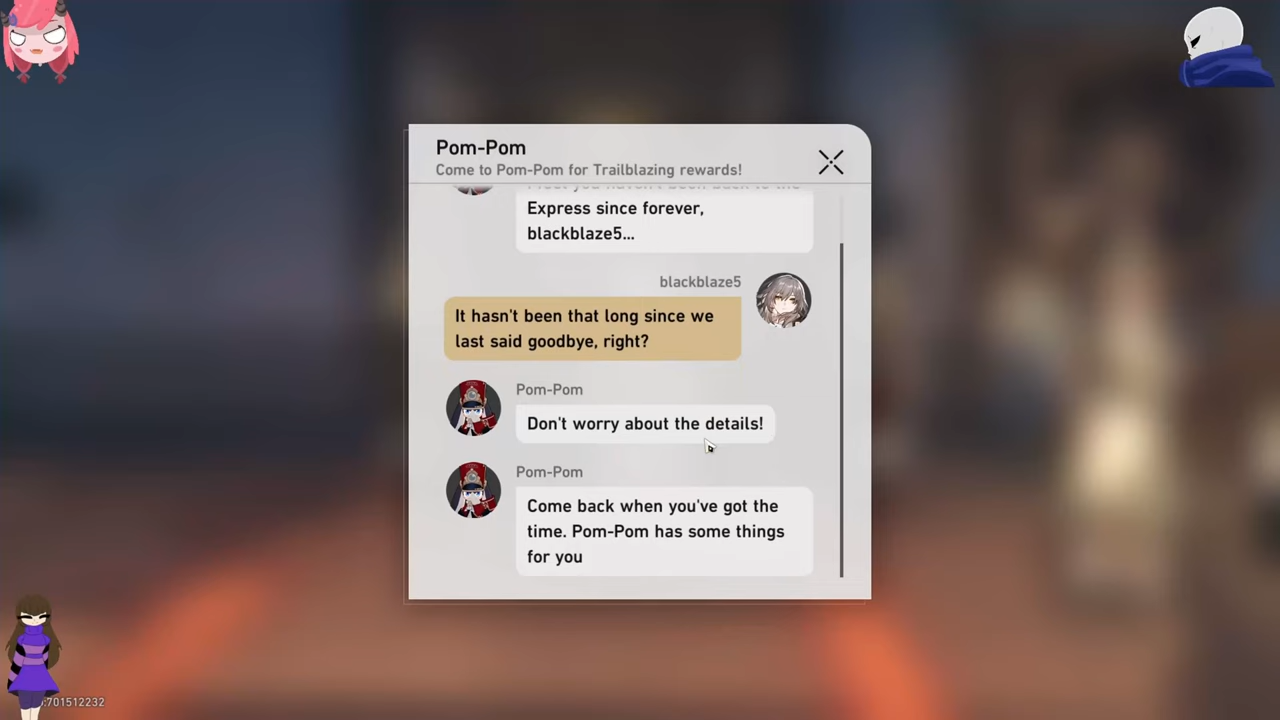 Pom-Pom
Come to Pom-Pom for Trailblazing rewards!
Express since forever,
blackblaze5...
blackblaze5
It hasn't been that long since we
last said goodbye, right?
Pom-Pom
Don't worry about the details!
Pom-Pom
Come back when you've got the
time. Pom-Pom has some things
for you
:701512232